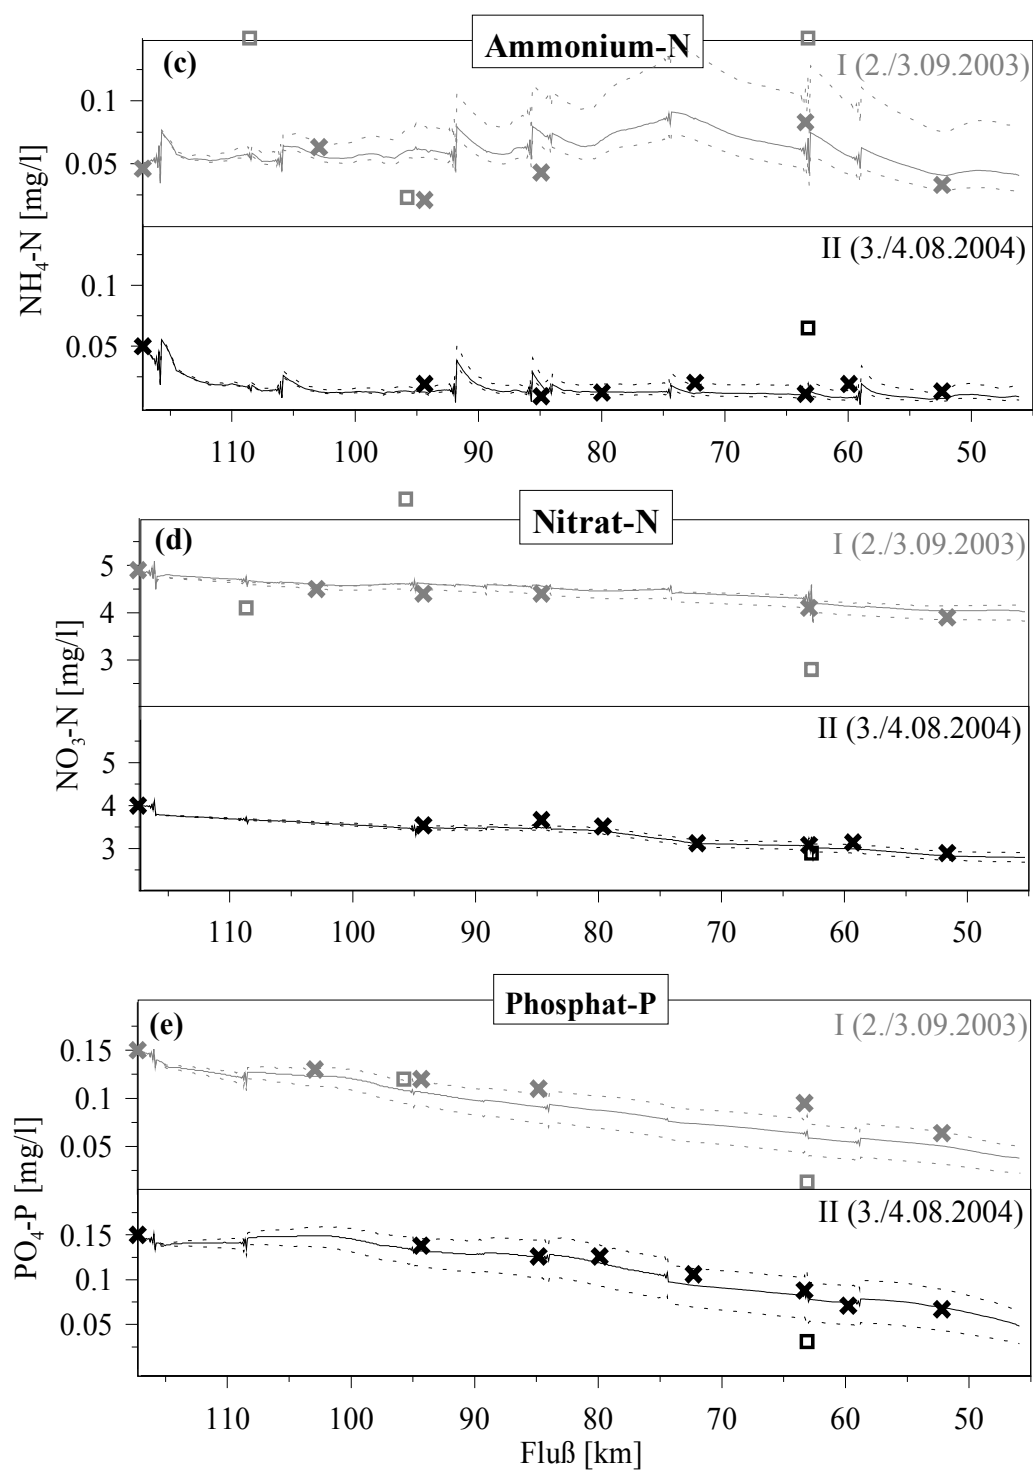 Ammonium-N
(c)
I (2./3.09.2003)
0.1
0.05
II (3./4.08.2004)
0.1
0.05
NH₄-N [mg/l]
110 100 90 80 70 60 50
Nitrat-N
(d)
I (2./3.09.2003)
5
4
3
II (3./4.08.2004)
5
4
3
NO₃-N [mg/l]
110 100 90 80 70 60 50
Phosphat-P
(e)
I (2./3.09.2003)
0.15
0.1
0.05
II (3./4.08.2004)
0.15
0.1
0.05
PO₄-P [mg/l]
110 100 90 80 70 60 50
Fluß [km]